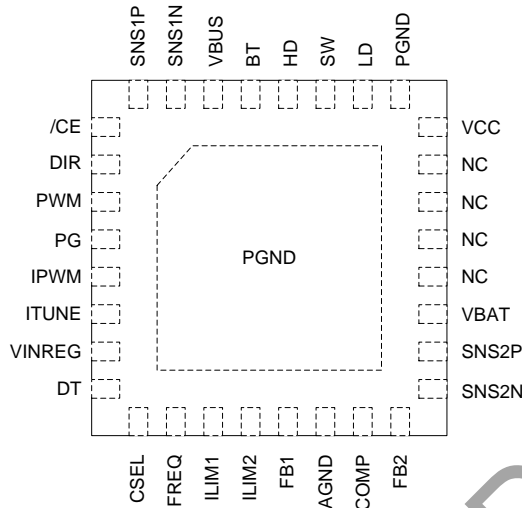 SNS1P
SNS1N
VBUS
BT
HD
SW
LD
PGND
/CE
DIR
PWM
PG
IPWM
ITUNE
VINREG
DT
PGND
VCC
NC
NC
NC
NC
VBAT
SNS2P
SNS2N
CSEL
FREQ
ILIM1
ILIM2
FB1
AGND
COMP
FB2